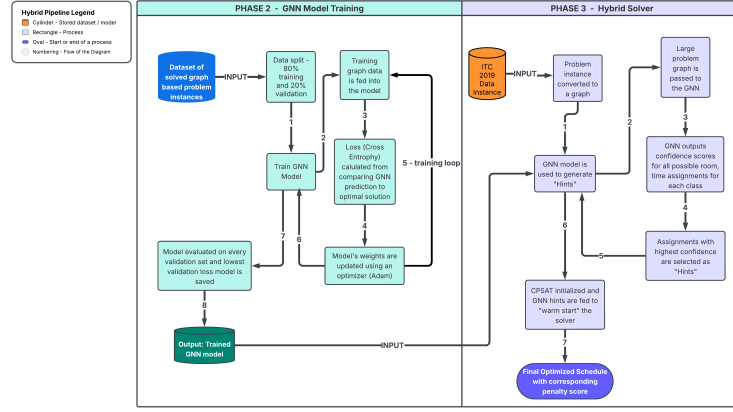 Hybrid Pipeline Legend
Cylinder - Stored dataset / model
Rectangle - Process
Oval - Start or end of a process
Numbering - Flow of the Diagram
PHASE 2 - GNN Model Training
Dataset of
solved graph
based problem
instances
INPUT
Data split -
80%
training
and 20%
validation
Training
graph data
is fed into
the model
1
2
3
Train GNN
Model
Loss (Cross
Entrophy)
calulated from
comparing GNN
prediction to
optimal solution
5 - training loop
4
6
7
Model's weights are
updated using an
optimizer (Adam)
Model evaluated on every
validation set and lowest
validation loss model is
saved
8
Output: Trained
GNN model
INPUT
PHASE 3 - Hybrid Solver
ITC
2019
Data
Instance
INPUT
Problem
instance
converted to
a graph
Large
problem
graph is
passed to
the GNN
1
2
3
GNN model is
used to generate
"Hints"
GNN outputs
confidence scores
for all possible room,
time assignments for
each class
4
Assignments with
highest confidence
are selected as
"Hints"
5
6
CPSAT initialized and
GNN hints are fed to
"warm start" the
solver
7
Final Optimized Schedule
with corresponding
penalty score